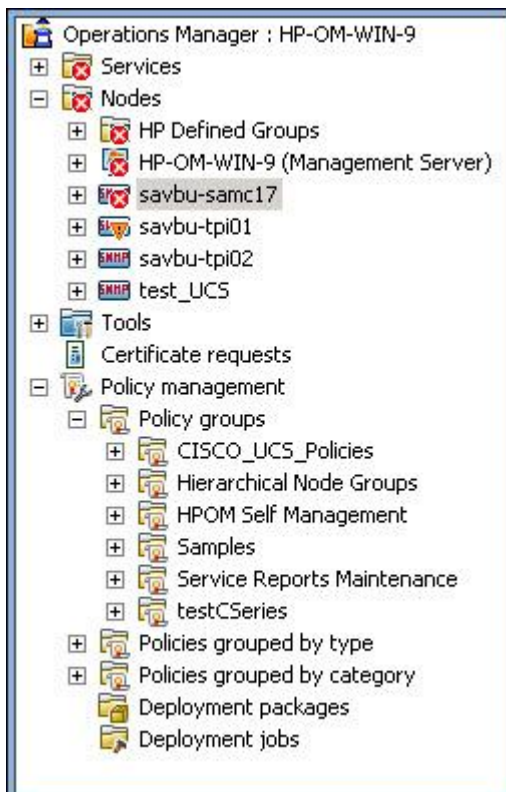 Operations Manager : HP-OM-WIN-9
Services
Nodes
HP Defined Groups
HP-OM-WIN-9 (Management Server)
savbu-samc17
savbu-tpi01
SNMP savbu-tpi02
SNMP test_UCS
Tools
Certificate requests
Policy management
Policy groups
CISCO_UCS_Policies
Hierarchical Node Groups
HPOM Self Management
Samples
Service Reports Maintenance
testCSeries
Policies grouped by type
Policies grouped by category
Deployment packages
Deployment jobs